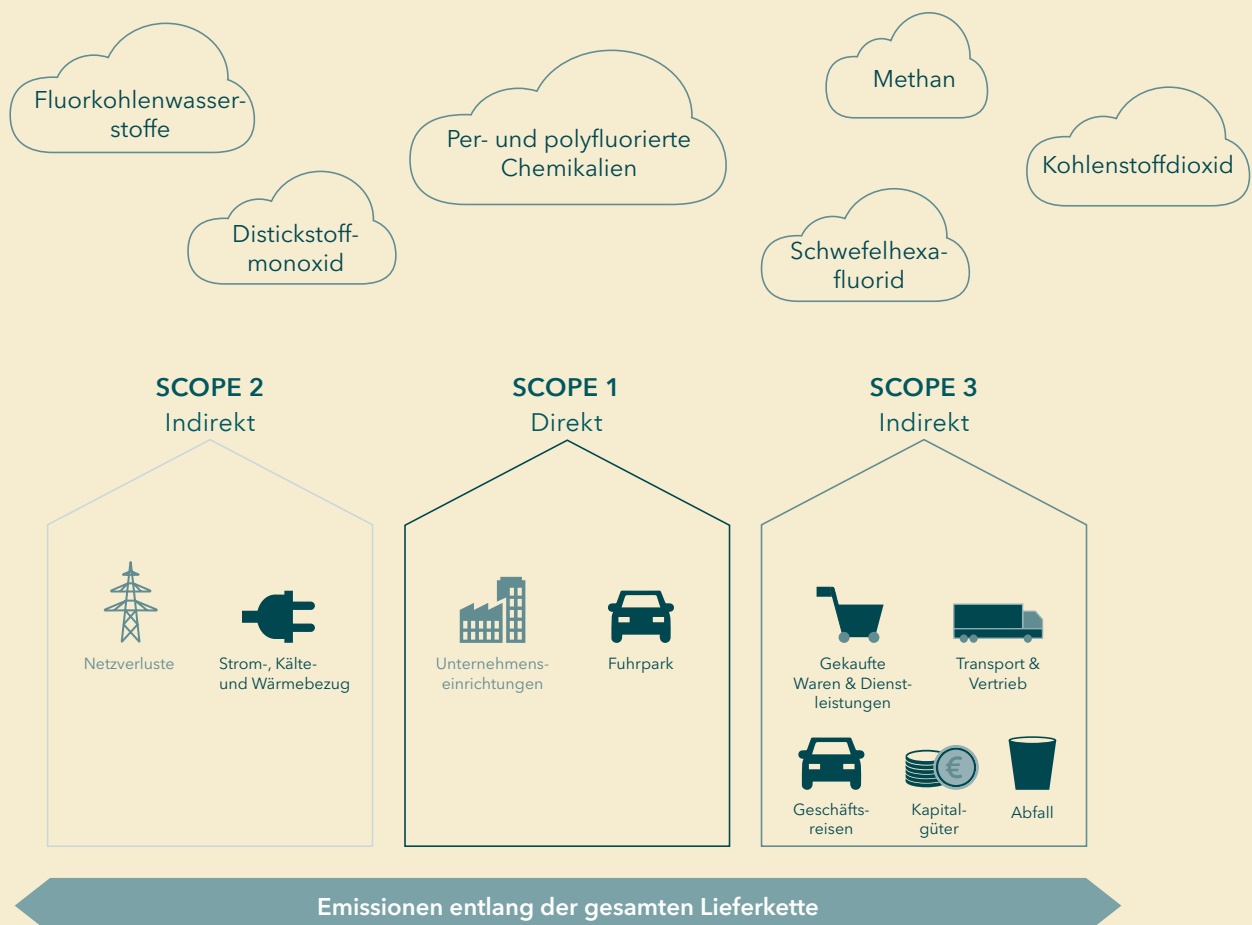 Fluorkohlenwasser-
stoffe
Per- und polyfluorierte
Chemikalien
Methan
Kohlenstoffdioxid
Distickstoff-
monoxid
Schwefelhexa-
fluorid
SCOPE 2
Indirekt
Netzverluste
Strom-, Kälte-
und Wärmebezug
SCOPE 1
Direkt
Unternehmens-
einrichtungen
Fuhrpark
SCOPE 3
Indirekt
Gekaufte
Waren & Dienst-
leistungen
Transport &
Vertrieb
Geschäfts-
reisen
€
Kapital-
güter
Abfall
Emissionen entlang der gesamten Lieferkette